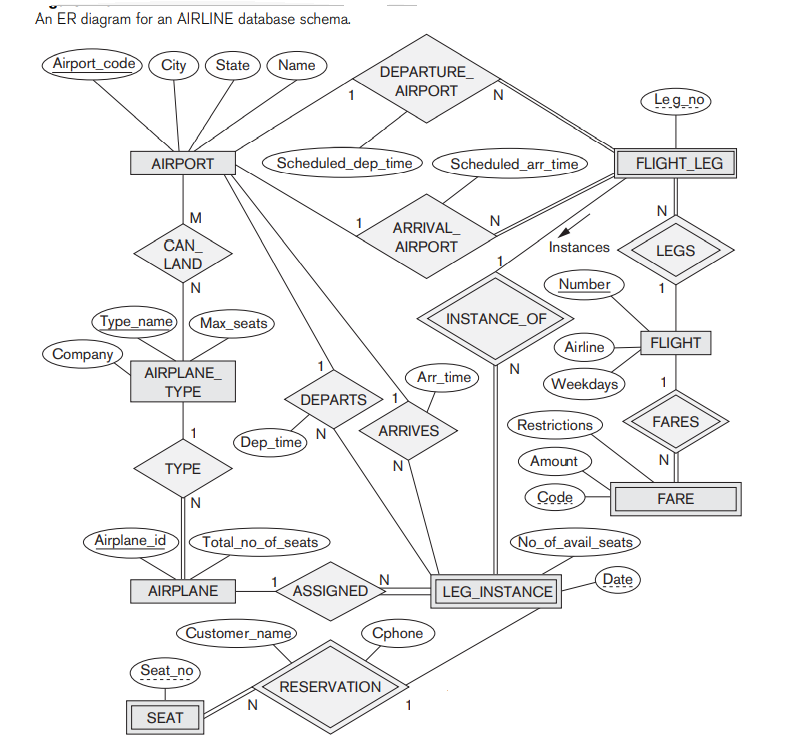 An ER diagram for an AIRLINE database schema.
Airport_code
City
State
Name
DEPARTURE_
AIRPORT
1
N
Leg_no
AIRPORT
Scheduled_dep_time
Scheduled_arr_time
FLIGHT_LEG
M
1
ARRIVAL_
AIRPORT
N
N
CAN_
LAND
Instances
LEGS
1
N
Number
1
INSTANCE_OF
Type_name
Max_seats
Company
Airline
FLIGHT
AIRPLANE_
TYPE
1
Arr_time
N
Weekdays
1
DEPARTS
1
Restrictions
FARES
1
Dep_time
N
ARRIVES
N
N
Amount
TYPE
Code
FARE
N
Airplane_id
Total_no_of_seats
No_of_avail_seats
Date
AIRPLANE
1
ASSIGNED
N
LEG_INSTANCE
Customer_name
Cphone
Seat_no
RESERVATION
N
1
SEAT